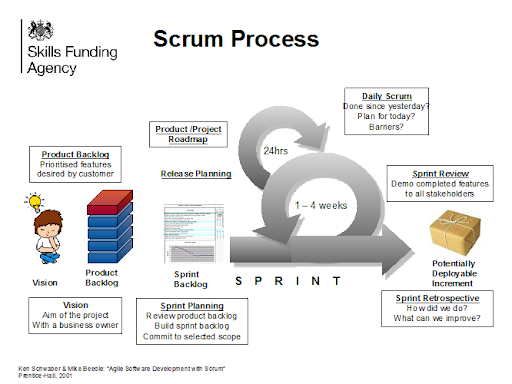 Skills Funding
Agency
Scrum Process
Daily Scrum
Done since yesterday?
Plan for today?
Barriers?
Product /Project
Roadmap
24hrs
Product Backlog
Prioritised features
desired by customer
Release Planning
Sprint Review
Demo completed features
to all stakeholders
1 – 4 weeks
Vision
Product
Backlog
Sprint
Backlog
S P R I N T
Potentially
Deployable
Increment
Vision
Aim of the project
With a business owner
Sprint Planning
Review product backlog
Build sprint backlog
Commit to selected scope
Sprint Retrospective
How did we do?
What can we improve?
Ken Schwaber & Mike Beedle: "Agile Software Development with Scrum"
Prentice-Hall, 2001